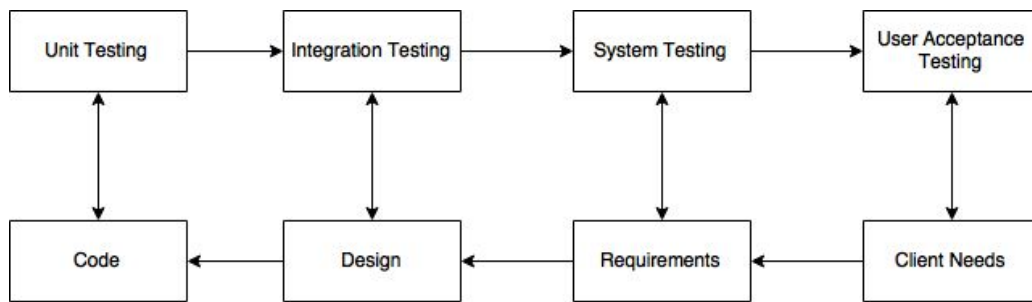 Unit Testing
Integration Testing
System Testing
User Acceptance
Testing
Code
Design
Requirements
Client Needs